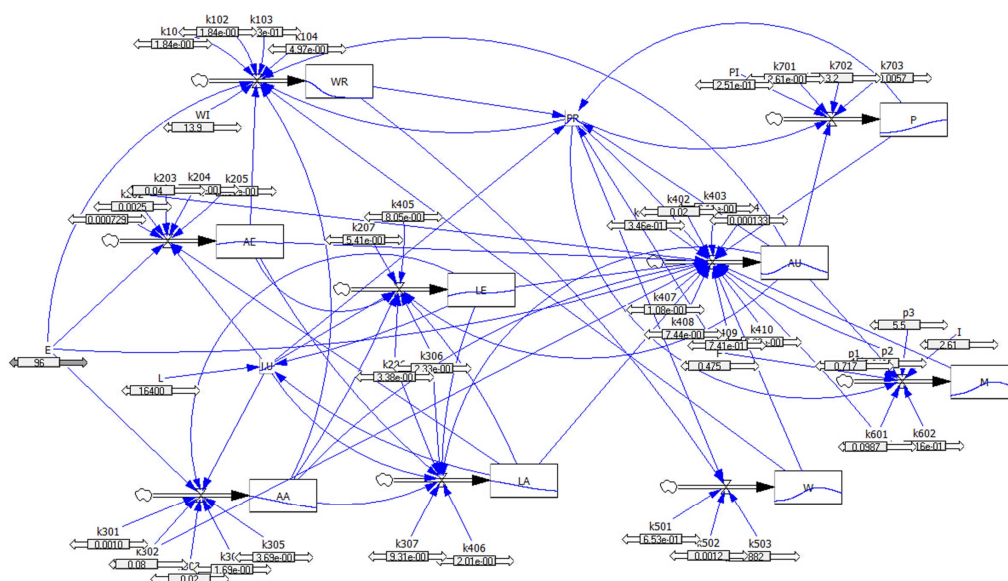 k102
k103
1.84e-00
3e-01
k10
k104
1.84e-00
4.97e-00
WR
WI
13.9
PR
k701
k702
k703
PI
.61e-00
3.2
.0057
2.51e-01
P
k203
k204
k205
0.04
0.0025
0.000729
AE
k405
8.05e-00
k207
5.41e-00
LE
k403
k402
0.02
3.46e-01
0.000133
AU
k407
1.08e-00
k408
7.44e-00
k409
k410
7.41e-01
F
0.475
p3
5.5
I
2.61
p1
p2
0.717
M
E
96
LU
L
16400
k306
2.33e-00
3.38e-00
k601
k602
0.0987
16e-01
AA
LA
W
k301
0.0010
k302
0.08
k305
3.69e-00
1.69e-00
0.02
k307
k406
9.31e-00
2.01e-00
k501
6.53e-01
k502
k503
0.0012
882